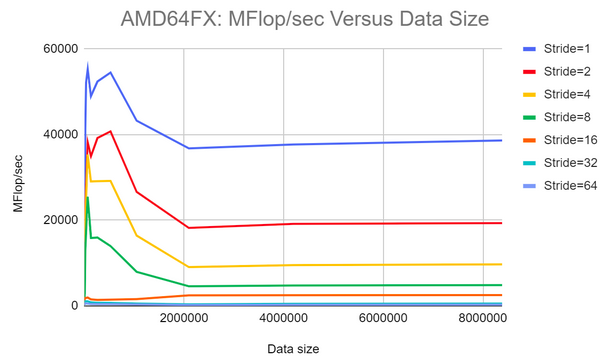 AMD64FX: MFlop/sec Versus Data Size
60000
40000
20000
0
MFlop/sec
2000000
4000000
6000000
8000000
Data size
Stride=1
Stride=2
Stride=4
Stride=8
Stride=16
Stride=32
Stride=64